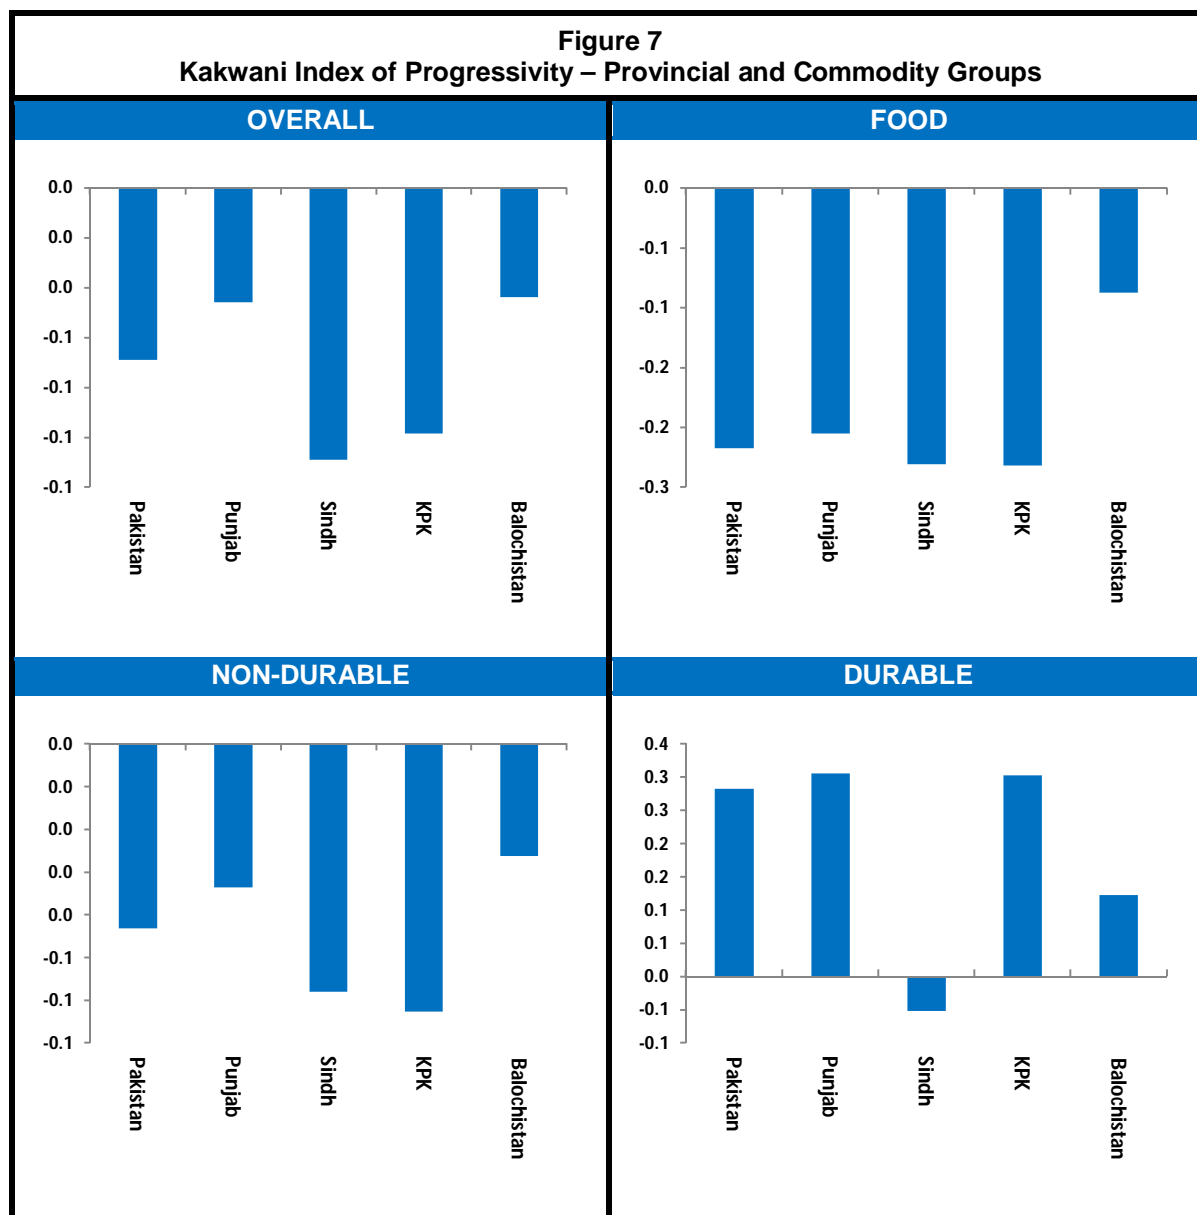 Figure 7
Kakwani Index of Progressivity – Provincial and Commodity Groups
OVERALL
0.0
0.0
0.0
-0.1
-0.1
-0.1
-0.1
Pakistan
Punjab
Sindh
KPK
Balochistan
FOOD
0.0
-0.1
-0.1
-0.2
-0.2
-0.3
Pakistan
Punjab
Sindh
KPK
Balochistan
NON-DURABLE
0.0
0.0
0.0
0.0
0.0
-0.1
-0.1
-0.1
Pakistan
Punjab
Sindh
KPK
Balochistan
DURABLE
0.4
0.3
0.3
0.2
0.2
0.1
0.1
0.0
-0.1
-0.1
Pakistan
Punjab
Sindh
KPK
Balochistan